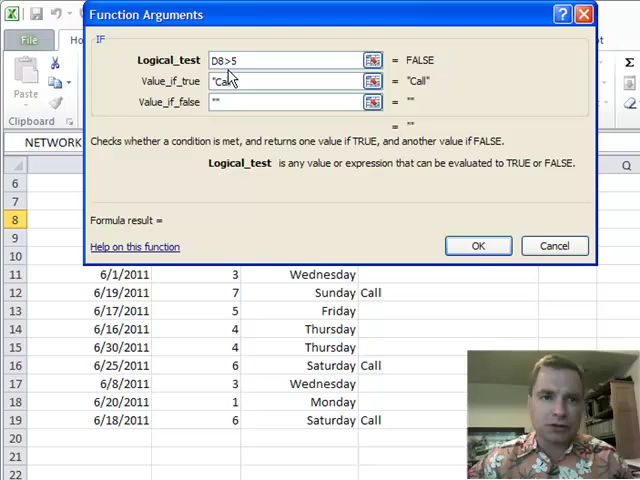 Function Arguments
IF
Logical_test D8>5 = FALSE
Value_if_true = "Call"
Value_if_false "" = ""
= ""
Checks whether a condition is met, and returns one value if TRUE, and another value if FALSE.
Logical_test is any value or expression that can be evaluated to TRUE or FALSE.
Formula result =
Help on this function
OK Cancel
File
Paste
Clipboard
NETWORK
Q
6
7
8
9
10
11 6/1/2011 3 Wednesday
12 6/19/2011 7 Sunday Call
13 6/17/2011 5 Friday
14 6/16/2011 4 Thursday
15 6/30/2011 4 Thursday
16 6/25/2011 6 Saturday Call
17 6/8/2011 3 Wednesday
18 6/20/2011 1 Monday
19 6/18/2011 6 Saturday Call
20
21
22